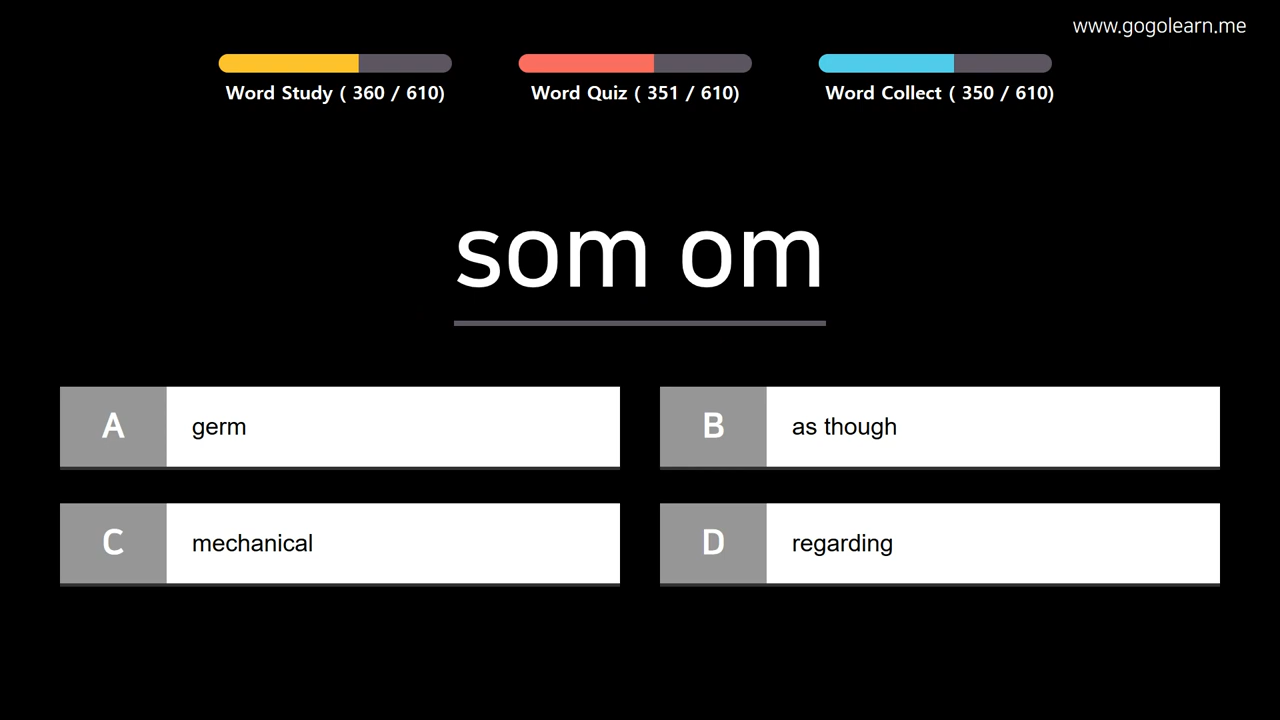 www.gogolearn.me
Word Study ( 360 / 610)
Word Quiz ( 351 / 610)
Word Collect ( 350 / 610)
som om
A germ
B as though
C mechanical
D regarding